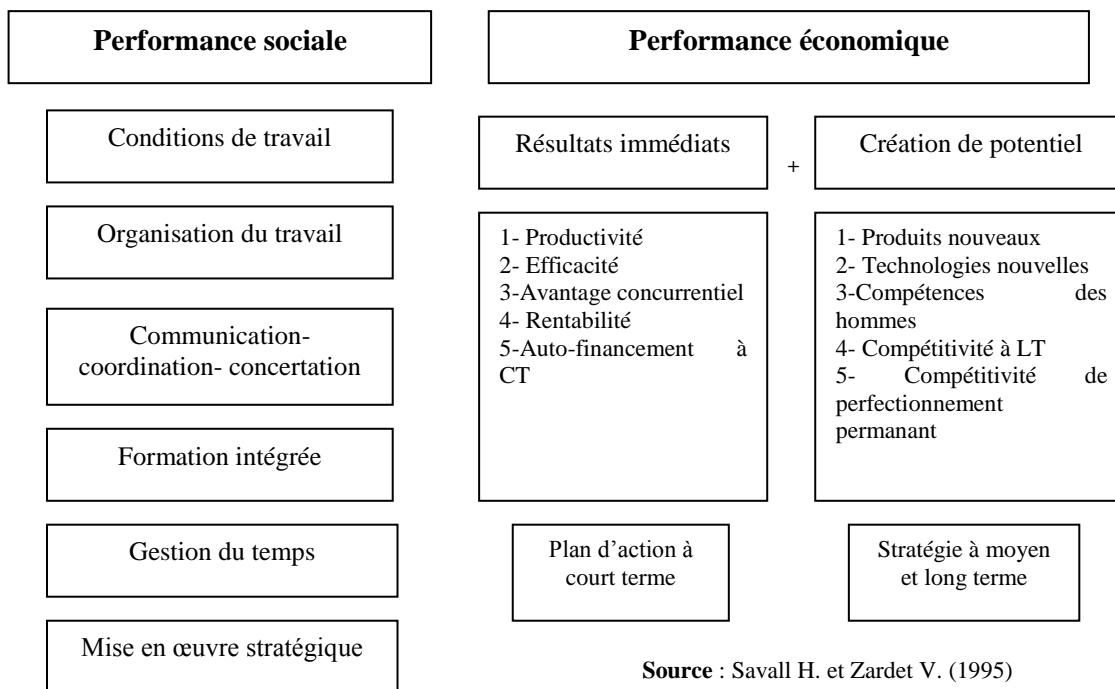 Performance sociale
Conditions de travail
Organisation du travail
Communication-
coordination- concertation
Formation intégrée
Gestion du temps
Mise en œuvre stratégique
Performance économique
Résultats immédiats
+
Création de potentiel
1- Productivité
2- Efficacité
3-Avantage concurrentiel
4- Rentabilité
5-Auto-financement à
CT
1- Produits nouveaux
2- Technologies nouvelles
3-Compétences des
hommes
4- Compétitivité à LT
5- Compétitivité de
perfectionnement
permanant
Plan d’action à
court terme
Stratégie à moyen
et long terme
Source : Savall H. et Zardet V. (1995)